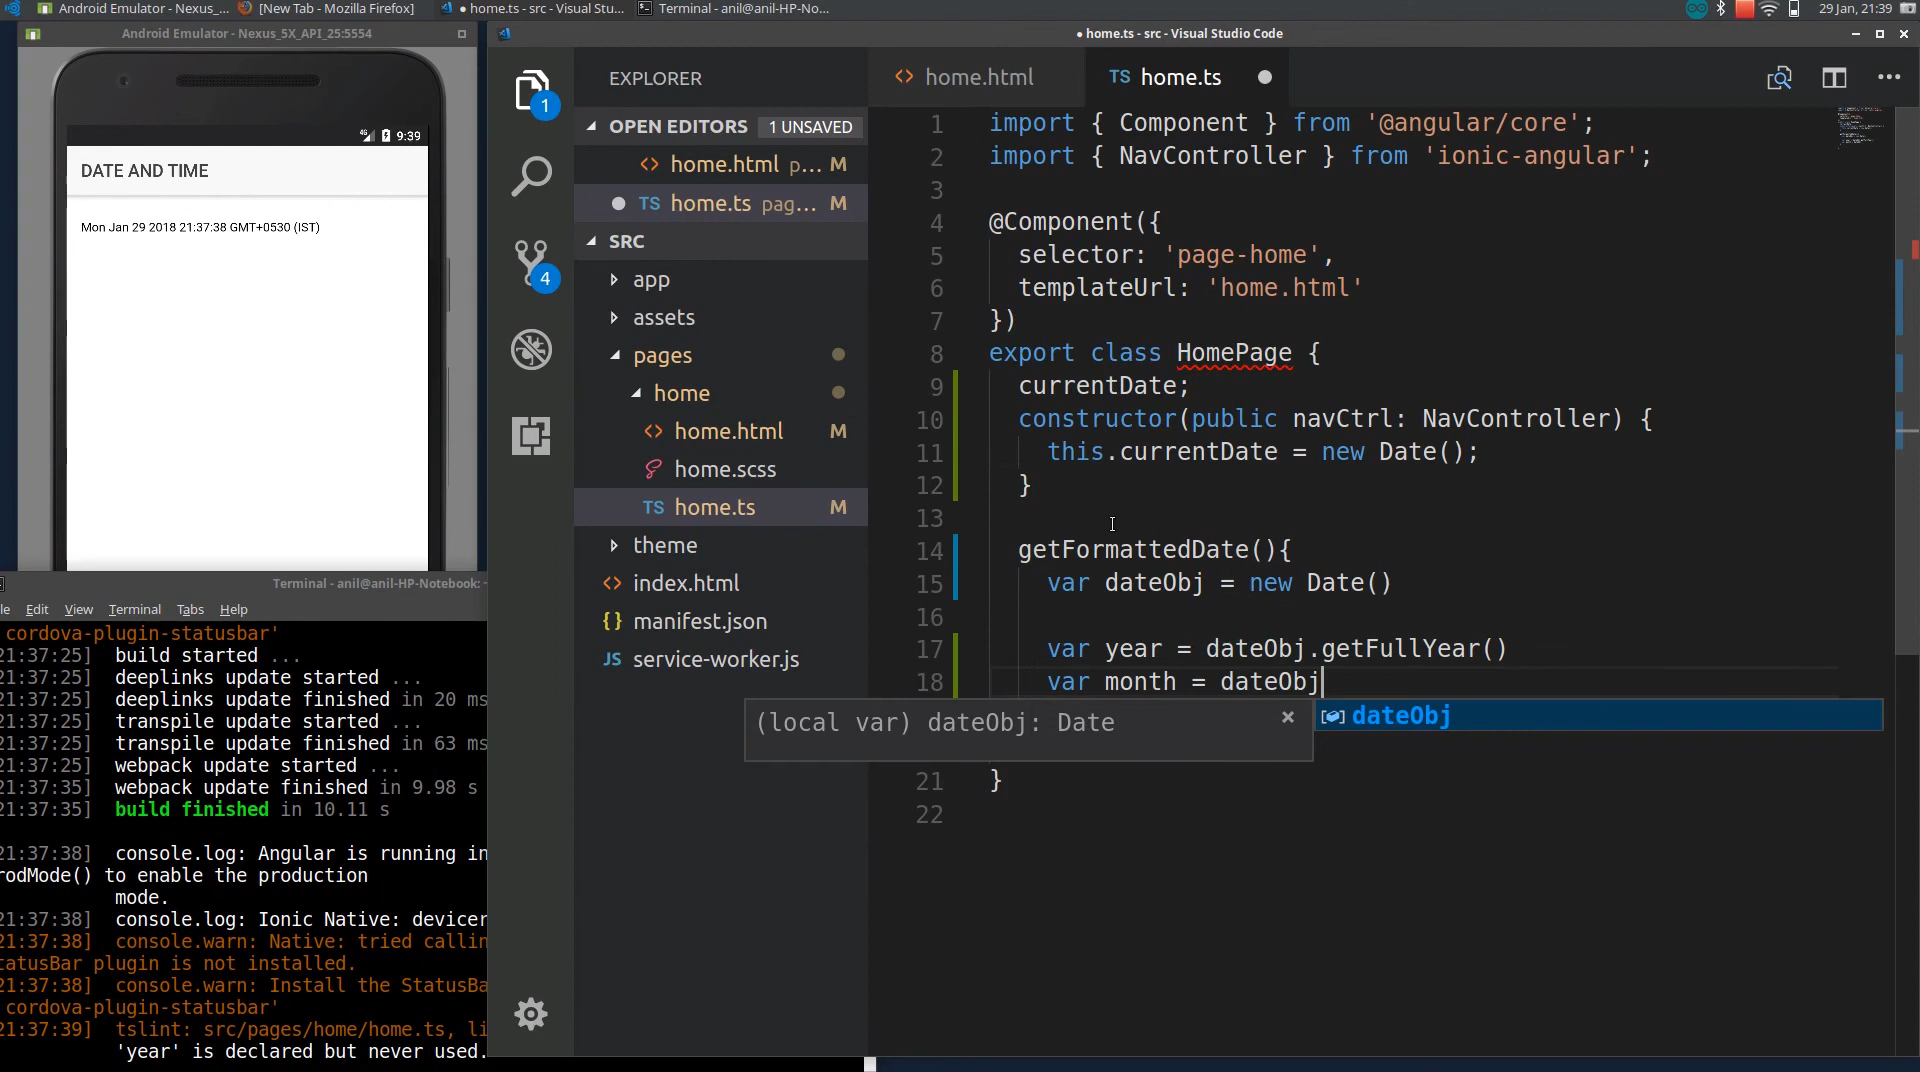 Android Emulator - Nexus_...
[New Tab - Mozilla Firefox]
● home.ts - src - Visual Stu...
Terminal - anil@anil-HP-No...
29 Jan, 21:39
Android Emulator - Nexus_5X_API_25:5554
4G 9:39
DATE AND TIME
Mon Jan 29 2018 21:37:38 GMT+0530 (IST)
Terminal - anil@anil-HP-Notebook: ~
le Edit View Terminal Tabs Help
cordova-plugin-statusbar'
21:37:25] build started ...
21:37:25] deeplinks update started ...
21:37:25] deeplinks update finished in 20 ms
21:37:25] transpile update started ...
21:37:25] transpile update finished in 63 ms
21:37:25] webpack update started ...
21:37:35] webpack update finished in 9.98 s
21:37:35] build finished in 10.11 s
21:37:38] console.log: Angular is running in
rodMode() to enable the production
mode.
21:37:38] console.log: Ionic Native: devicer
21:37:38] console.warn: Native: tried callin
tatusBar plugin is not installed.
21:37:38] console.warn: Install the StatusBa
cordova-plugin-statusbar'
21:37:39] tslint: src/pages/home/home.ts, li
'year' is declared but never used.
● home.ts - src - Visual Studio Code
1
4
EXPLORER
OPEN EDITORS 1 UNSAVED
<> home.html p... M
● TS home.ts pag... M
SRC
app
assets
pages
home
<> home.html M
home.scss
TS home.ts M
theme
<> index.html
{} manifest.json
JS service-worker.js
<> home.html
TS home.ts ●
1 import { Component } from '@angular/core';
2 import { NavController } from 'ionic-angular';
3
4 @Component({
5 selector: 'page-home',
6 templateUrl: 'home.html'
7 })
8 export class HomePage {
9 currentDate;
10 constructor(public navCtrl: NavController) {
11 this.currentDate = new Date();
12 }
13
14 getFormattedDate(){
15 var dateObj = new Date()
16
17 var year = dateObj.getFullYear()
18 var month = dateObj
(local var) dateObj: Date ×
dateObj
21 }
22